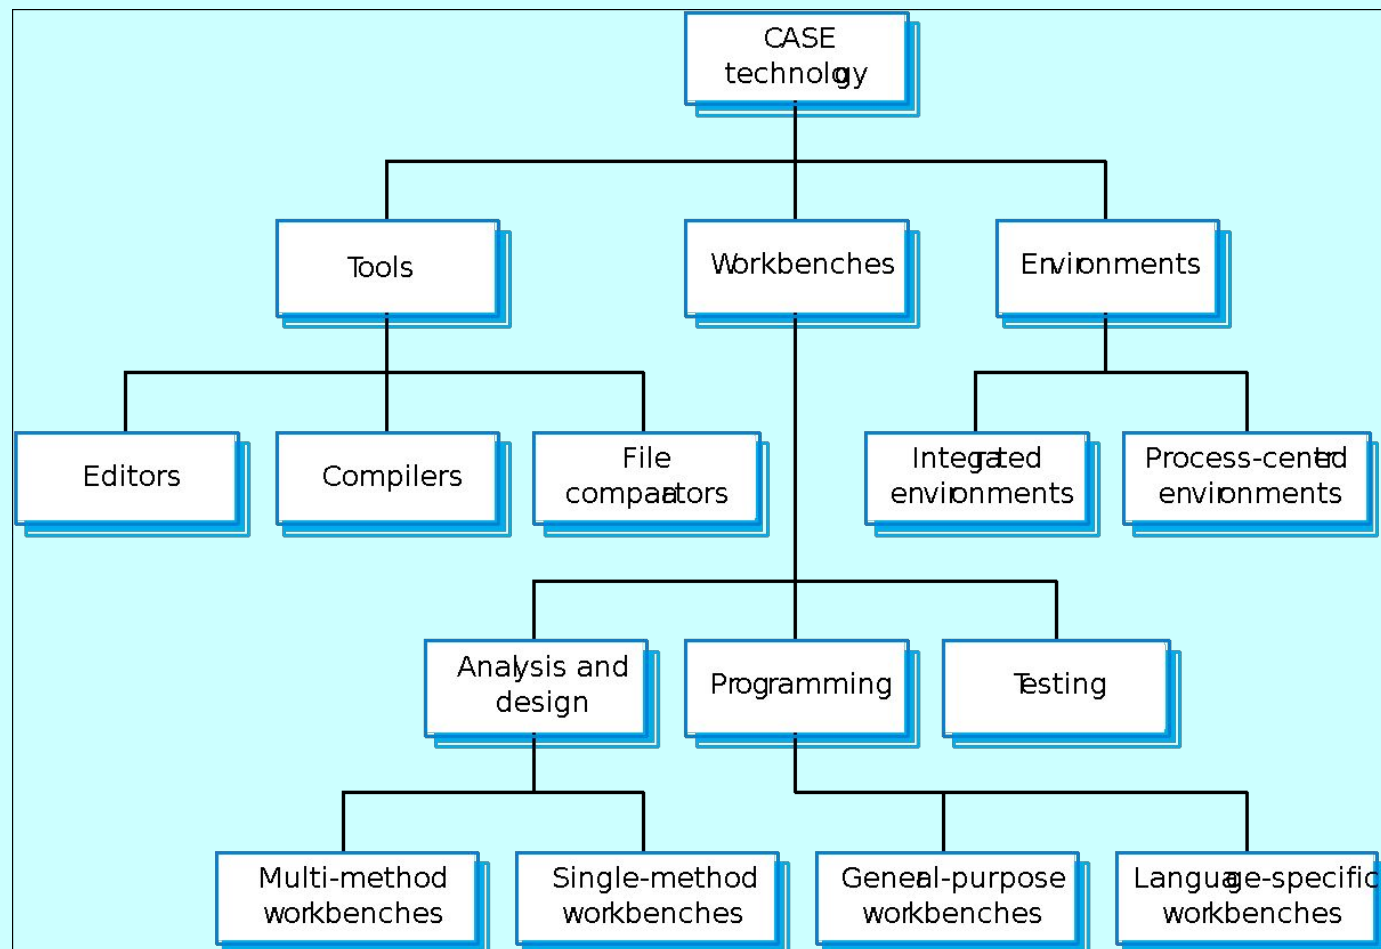 CASE
technology
Tools
Workbenches
Environments
Editors
Compilers
File
comparators
Integrated
environments
Process-centered
environments
Analysis and
design
Programming
Testing
Multi-method
workbenches
Single-method
workbenches
General-purpose
workbenches
Language-specific
workbenches